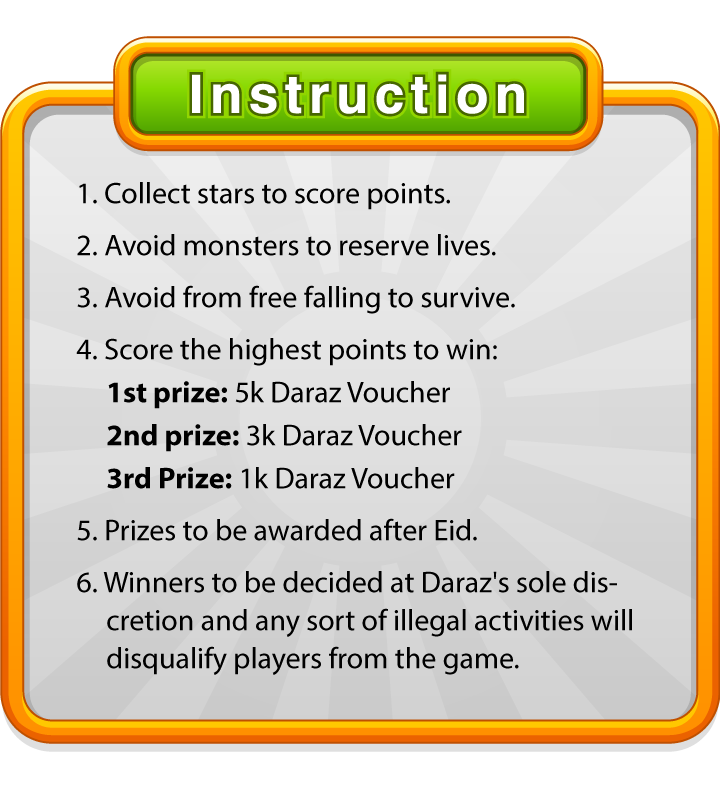 Instruction
1. Collect stars to score points.
2. Avoid monsters to reserve lives.
3. Avoid from free falling to survive.
4. Score the highest points to win:
1st prize: 5k Daraz Voucher
2nd prize: 3k Daraz Voucher
3rd Prize: 1k Daraz Voucher
5. Prizes to be awarded after Eid.
6. Winners to be decided at Daraz's sole dis-
cretion and any sort of illegal activities will
disqualify players from the game.